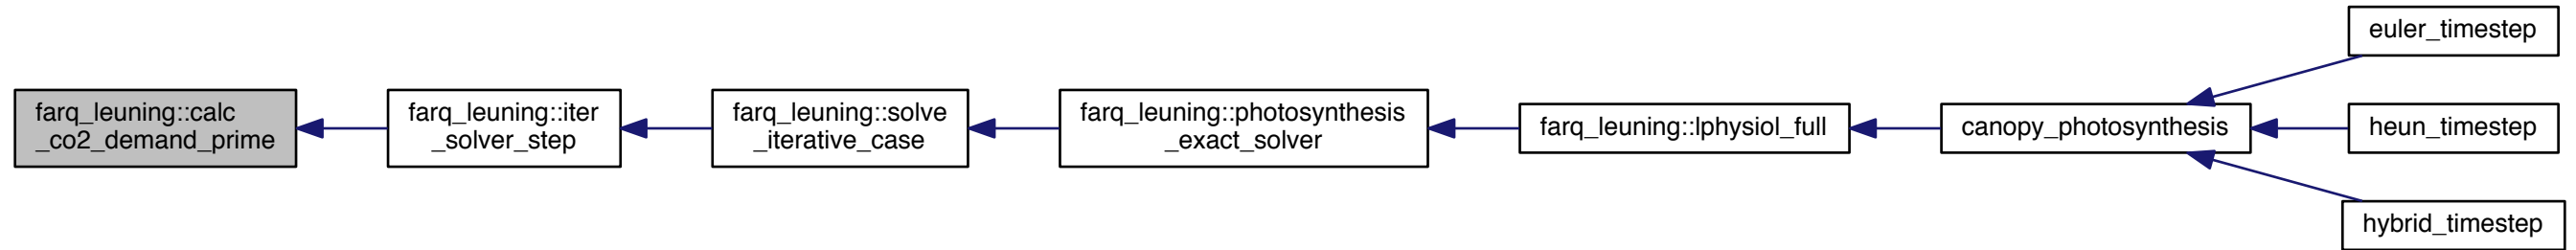 farq_leuning::calc
_co2_demand_prime
farq_leuning::iter
_solver_step
farq_leuning::solve
_iterative_case
farq_leuning::photosynthesis
_exact_solver
farq_leuning::lphysiol_full
canopy_photosynthesis
euler_timestep
heun_timestep
hybrid_timestep